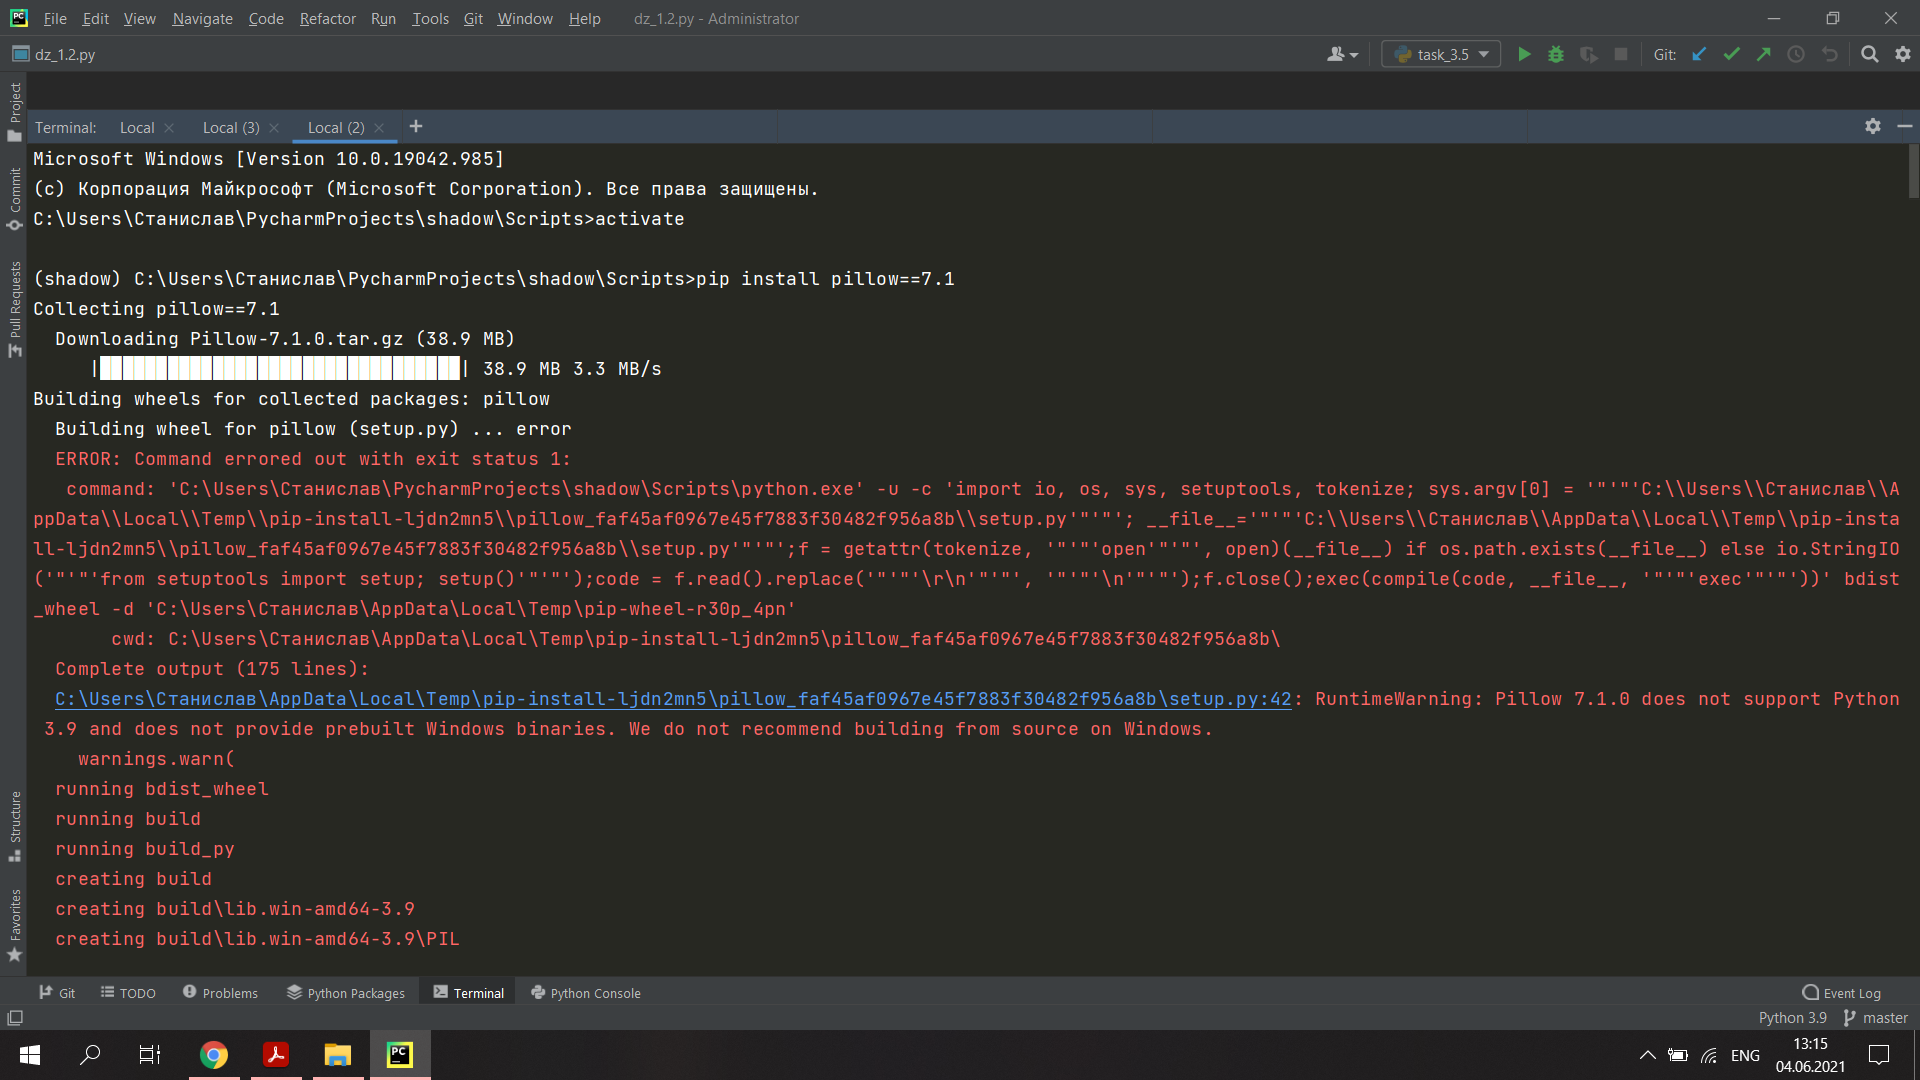 File Edit View Navigate Code Refactor Run Tools Git Window Help dz_1.2.py - Administrator
dz_1.2.py task_3.5 Git:
Terminal: Local Local (3) Local (2)
Project
Commit
Pull Requests
Structure
Favorites
Microsoft Windows [Version 10.0.19042.985]
(c) Корпорация Майкрософт (Microsoft Corporation). Все права защищены.
C:\Users\Станислав\PycharmProjects\shadow\Scripts>activate
(shadow) C:\Users\Станислав\PycharmProjects\shadow\Scripts>pip install pillow==7.1
Collecting pillow==7.1
Downloading Pillow-7.1.0.tar.gz (38.9 MB)
|████████████████████████████████| 38.9 MB 3.3 MB/s
Building wheels for collected packages: pillow
Building wheel for pillow (setup.py) ... error
ERROR: Command errored out with exit status 1:
command: 'C:\Users\Станислав\PycharmProjects\shadow\Scripts\python.exe' -u -c 'import io, os, sys, setuptools, tokenize; sys.argv[0] = '"'"'C:\\Users\\Станислав\\A
ppData\\Local\\Temp\\pip-install-ljdn2mn5\\pillow_faf45af0967e45f7883f30482f956a8b\\setup.py'"'"'; __file__='"'"'C:\\Users\\Станислав\\AppData\\Local\\Temp\\pip-insta
ll-ljdn2mn5\\pillow_faf45af0967e45f7883f30482f956a8b\\setup.py'"'"';f = getattr(tokenize, '"'"'open'"'"', open)(__file__) if os.path.exists(__file__) else io.StringIO
('"'"'from setuptools import setup; setup()'"'"');code = f.read().replace('"'"'\r\n'"'"', '"'"'\n'"'"');f.close();exec(compile(code, __file__, '"'"'exec'"'"'))' bdist
_wheel -d 'C:\Users\Станислав\AppData\Local\Temp\pip-wheel-r30p_4pn'
cwd: C:\Users\Станислав\AppData\Local\Temp\pip-install-ljdn2mn5\pillow_faf45af0967e45f7883f30482f956a8b\
Complete output (175 lines):
C:\Users\Станислав\AppData\Local\Temp\pip-install-ljdn2mn5\pillow_faf45af0967e45f7883f30482f956a8b\setup.py:42: RuntimeWarning: Pillow 7.1.0 does not support Python
3.9 and does not provide prebuilt Windows binaries. We do not recommend building from source on Windows.
warnings.warn(
running bdist_wheel
running build
running build_py
creating build
creating build\lib.win-amd64-3.9
creating build\lib.win-amd64-3.9\PIL
Git TODO Problems Python Packages Terminal Python Console Event Log
Python 3.9 master
ENG 13:15
04.06.2021